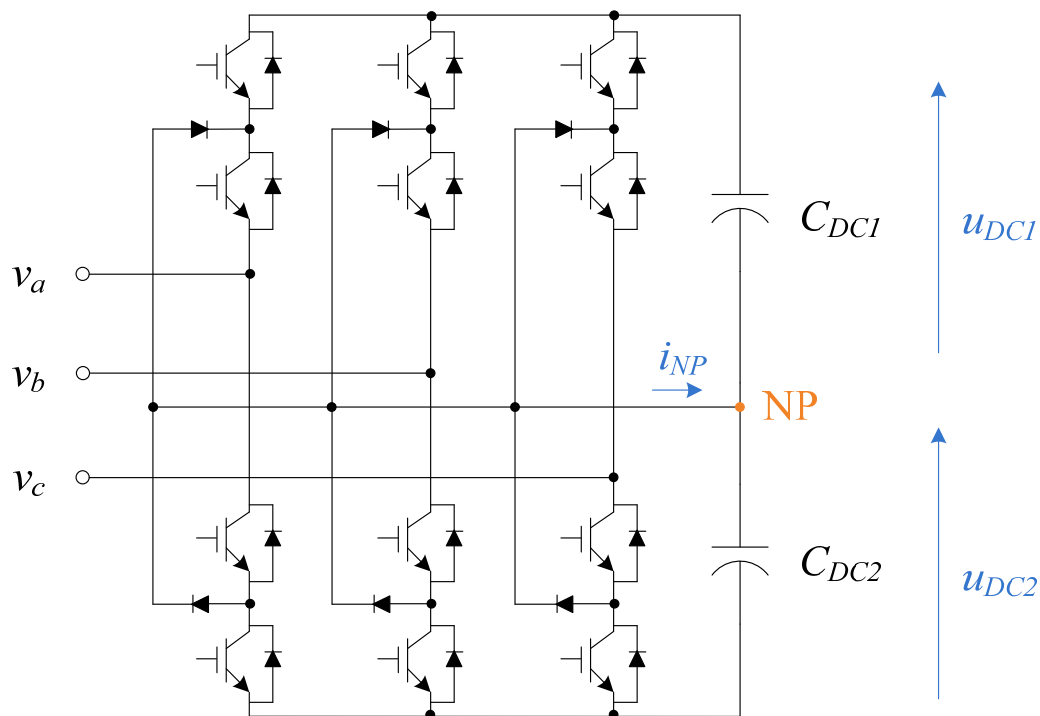 C_DC1
u_DC1
v_a
v_b
i_NP
NP
v_c
C_DC2
u_DC2